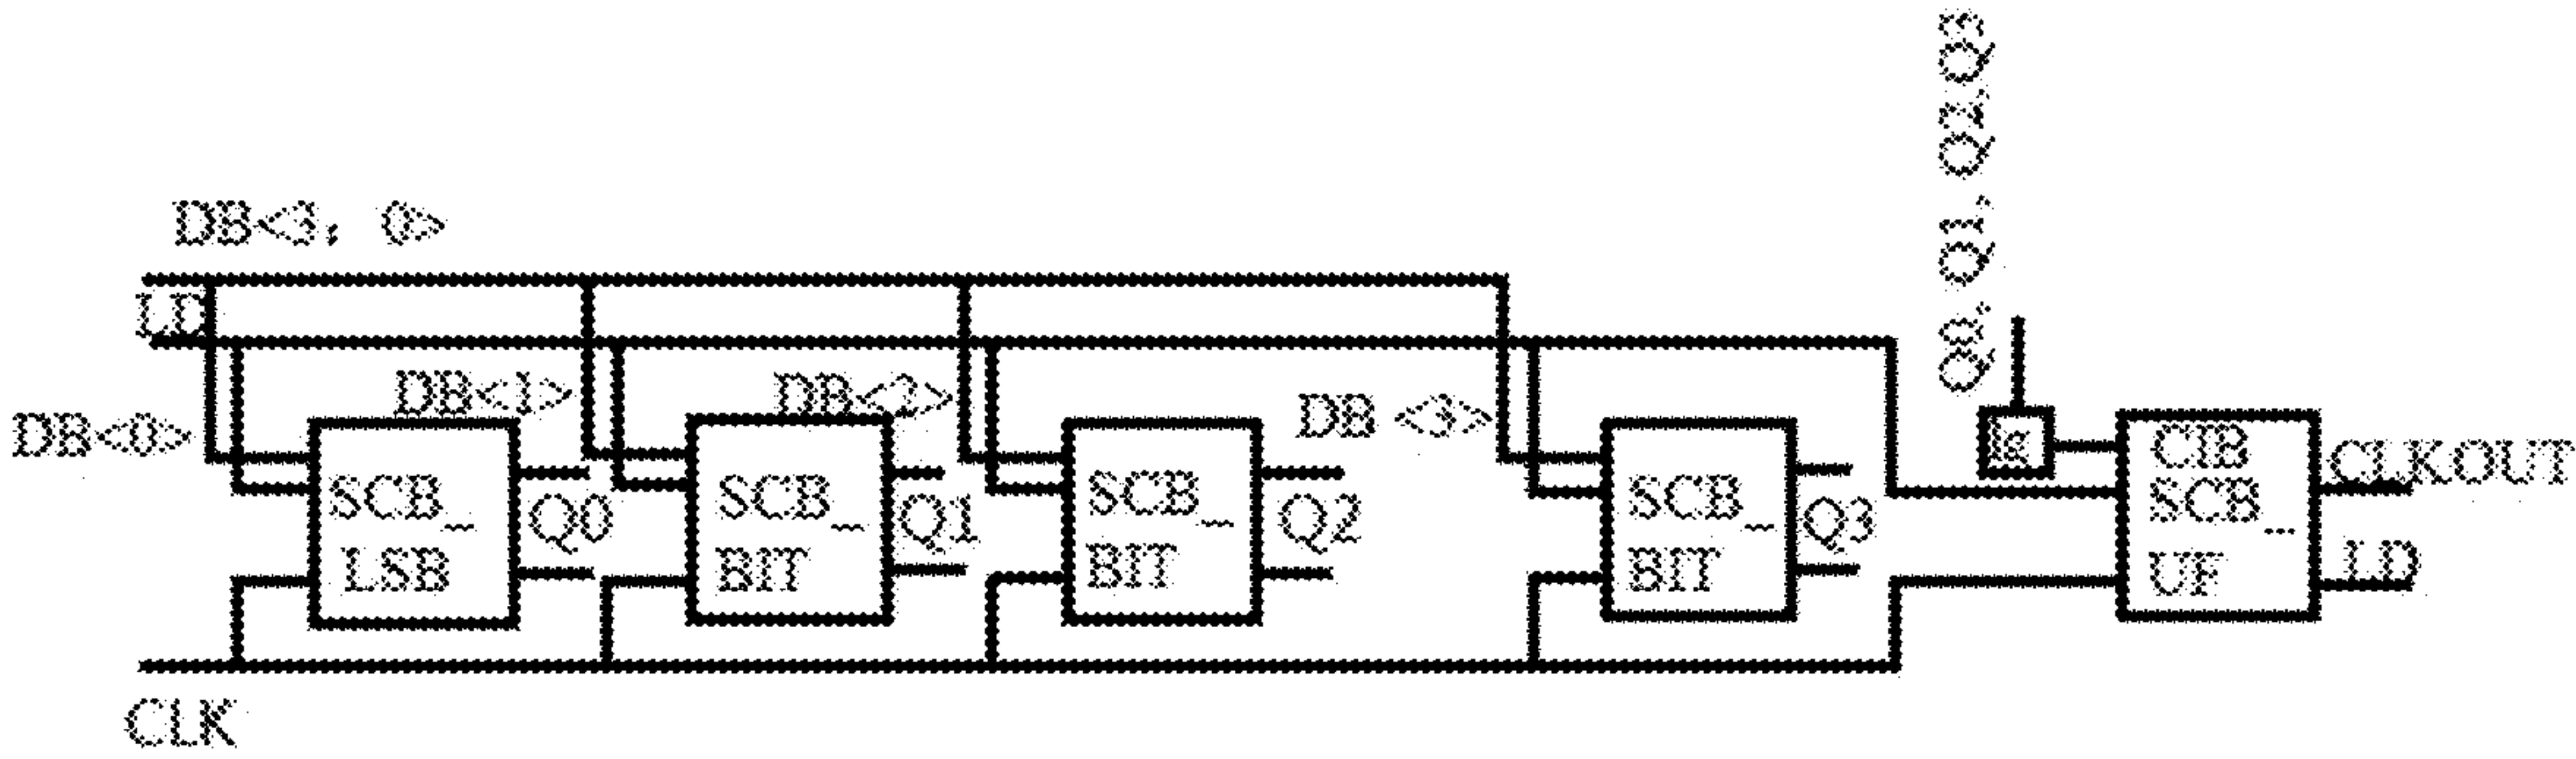 Q0, Q1, Q2, Q3
DB<3: 0>
LD
DB<0>
DB<1>
DB<2>
DB <3>
SCB_
LSB
Q0
SCB_
BIT
Q1
SCB_
BIT
Q2
SCB_
BIT
Q3
lg
CIB
SCB_
UF
CLKOUT
LD
CLK